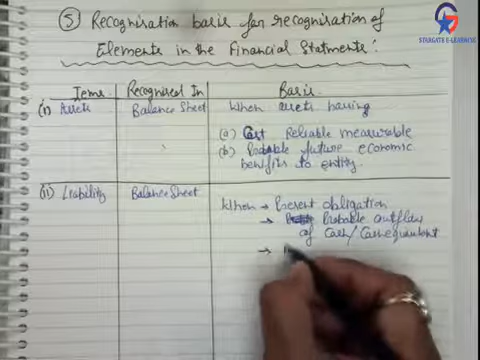 ⑤ Recognisation basis for recognisation of
Elements in the Financial Statments:
Items Recognised In Basis
(i) Assets Balance Sheet When assets having
(a) Cost Reliable measurable
(b) Probable future economic
benefits to entity.
(ii) Liability Balance Sheet When → Present obligation
→ Probable outflow
of Cash/Cash equivalent
→
STARGATE E-LEARNING